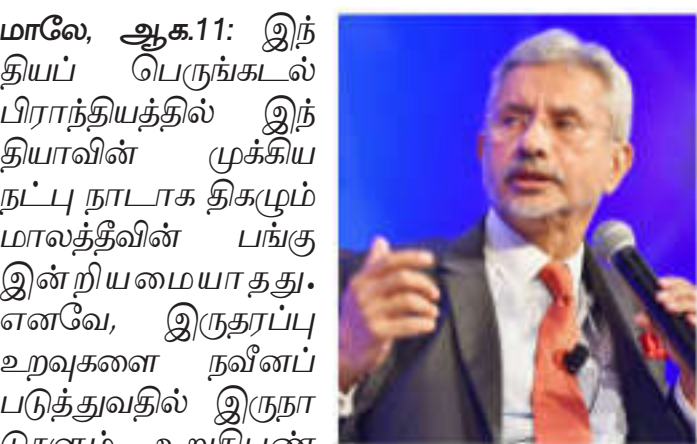 மாலே, ஆக.11: இந்
தியப் பெருங்கடல்
பிராந்தியத்தில் இந்
தியாவின் முக்கிய
நட்பு நாடாக திகழும்
மாலத்தீவின் பங்கு
இன்றியமையாதது.
எனவே, இருதரப்பு
உறவுகளை நவீனப்
படுத்துவதில் இருநா